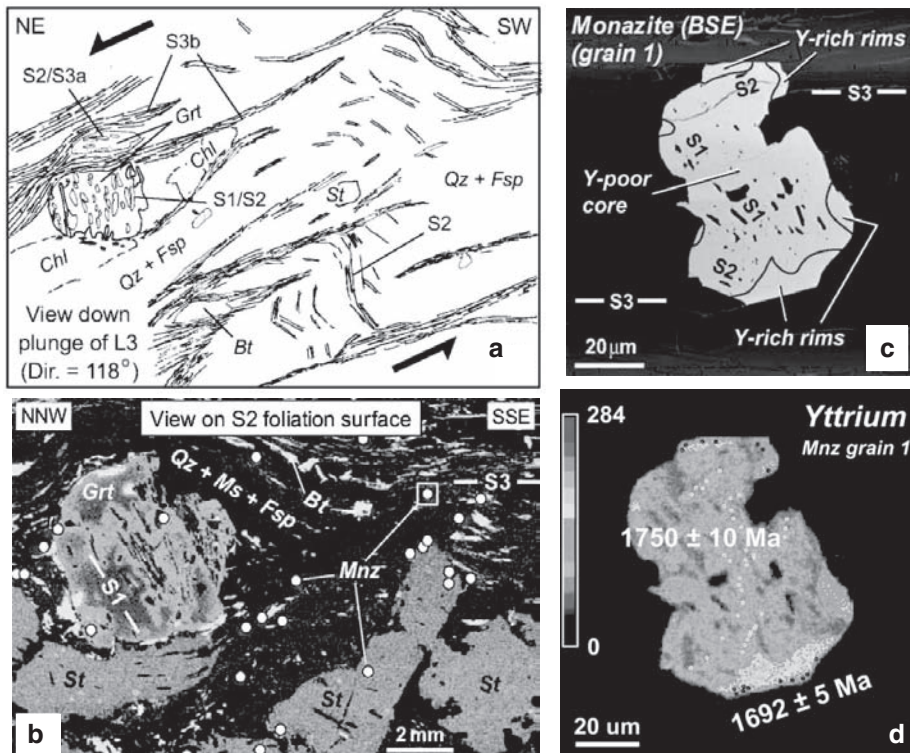 NE
SW
S3b
S2/S3a
Grt
Chl
S1/S2
St
Qz + Fsp
S2
Chl
Qz + Fsp
View down
plunge of L3
(Dir. = 118°)
Bt
a
Monazite (BSE)
(grain 1)
Y-rich rims
S2
S3
S1
Y-poor
core
S1
S2
S3
Y-rich rims
20 μm
c
NNW
View on S2 foliation surface
SSE
Grt
Qz + Ms + Fsp
Bt
S3
S1
Mnz
St
St
St
2 mm
b
284
0
Yttrium
Mnz grain 1
1750 ± 10 Ma
1692 ± 5 Ma
20 um
d